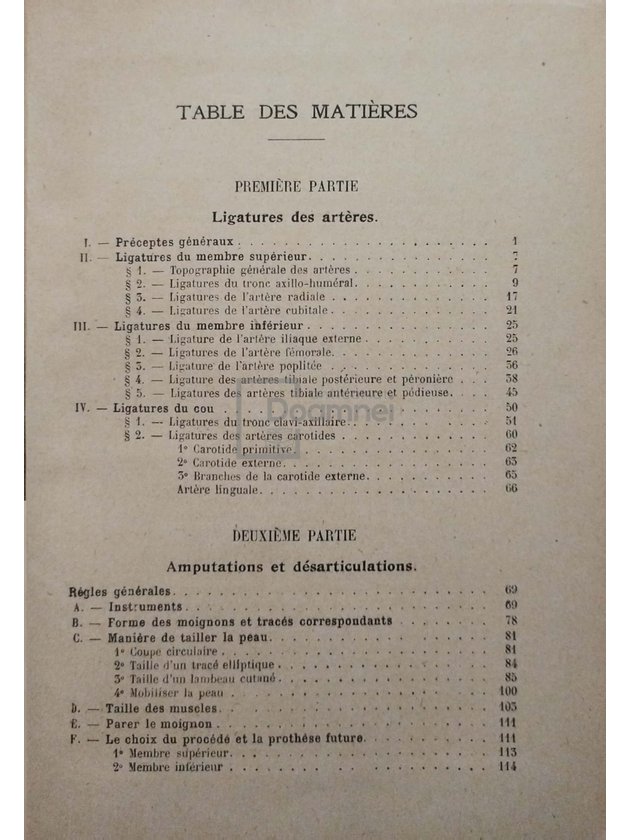 TABLE DES MATIÈRES
PREMIÈRE PARTIE
Ligatures des artères.
I. — Préceptes généraux . . . . . 1
II. — Ligatures du membre supérieur. . . . . 7
§ 1. — Topographie générale des artères . . . . . 7
§ 2. — Ligatures du tronc axillo-huméral. . . . . 9
§ 3. — Ligatures de l'artère radiale . . . . . 17
§ 4. — Ligatures de l'artère cubitale . . . . . 21
III. — Ligatures du membre inférieur . . . . . 25
§ 1. — Ligature de l'artère iliaque externe . . . . . 25
§ 2. — Ligatures de l'artère fémorale. . . . . 26
§ 3. — Ligature de l'artère poplitée . . . . . 36
§ 4. — Ligature des artères tibiale postérieure et péronière . . . 38
§ 5. — Ligatures des artères tibiale antérieure et pédieuse. . . . 45
IV. — Ligatures du cou . . . . . 50
Doamnei
§ 1. — Ligatures du tronc clavi-axillaire. . . . . 51
§ 2. — Ligatures des artères carotides . . . . . 60
1° Carotide primitive. . . . . 62
2° Carotide externe. . . . . 63
3° Branches de la carotide externe. . . . . 65
Artère linguale. . . . . 66
DEUXIÈME PARTIE
Amputations et désarticulations.
Règles générales. . . . . 69
A. — Instruments. . . . . 69
B. — Forme des moignons et tracés correspondants . . . . . 78
C. — Manière de tailler la peau. . . . . 81
1° Coupe circulaire . . . . . 81
2° Taille d'un tracé elliptique . . . . . 84
3° Taille d'un lambeau cutané . . . . . 85
4° Mobiliser la peau . . . . . 100
D. — Taille des muscles. . . . . 103
E. — Parer le moignon . . . . . 111
F. — Le choix du procédé et la prothèse future. . . . . 111
1° Membre supérieur. . . . . 113
2° Membre inférieur . . . . . 114